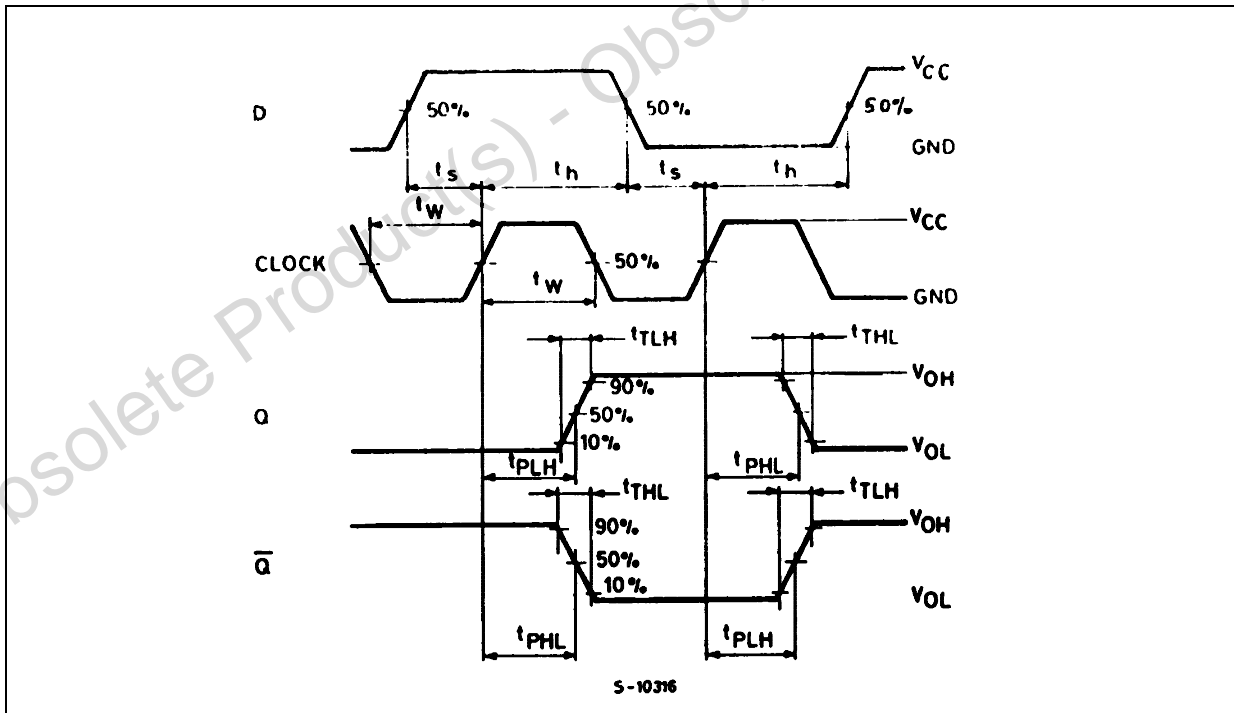 Obsolete Product(s) - Obsol
VCC
D
50%
50%
50%
GND
ts
th
ts
th
tW
VCC
CLOCK
50%
tW
GND
tTLH
tTHL
VOH
90%
Q
50%
10%
VOL
tPLH
tPHL
tTHL
tTLH
VOH
90%
Q̅
50%
10%
VOL
tPHL
tPLH
S-10316